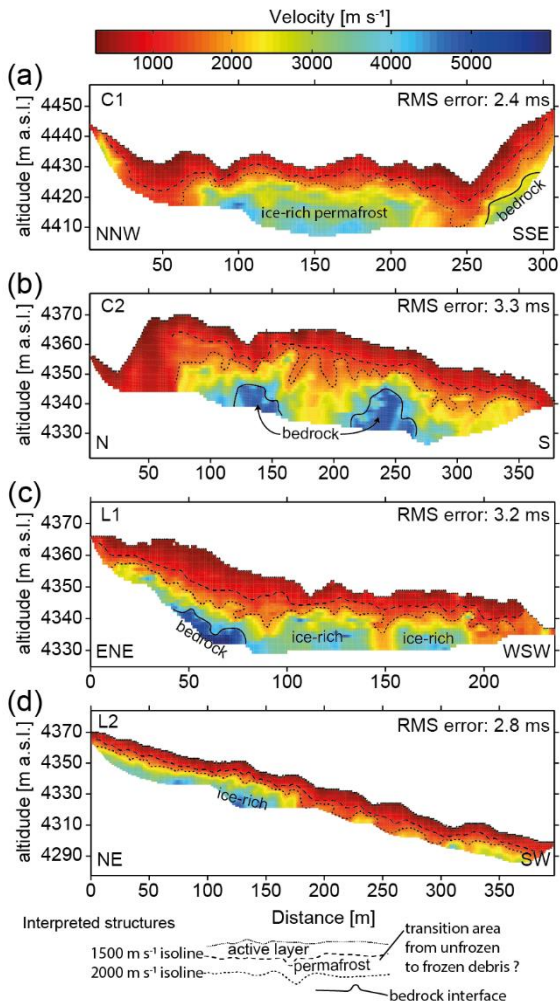 Velocity [m s⁻¹]
1000 2000 3000 4000 5000
(a)
C1 RMS error: 2.4 ms
altidude [m a.s.l.]
4450
4440
4430
4420
4410
ice-rich permafrost
bedrock
NNW SSE
50 100 150 200 250 300
(b)
C2 RMS error: 3.3 ms
altidude [m a.s.l.]
4370
4360
4350
4340
4330
bedrock
N S
50 100 150 200 250 300 350
(c)
L1 RMS error: 3.2 ms
altidude [m a.s.l.]
4370
4360
4350
4340
4330
bedrock
ice-rich ice-rich
ENE WSW
0 50 100 150 200
(d)
L2 RMS error: 2.8 ms
altidude [m a.s.l.]
4370
4350
4330
4310
4290
ice-rich
NE SW
0 50 100 150 200 250 300 350
Distance [m]
Interpreted structures
1500 m s⁻¹ isoline
2000 m s⁻¹ isoline
active layer
permafrost
transition area
from unfrozen
to frozen debris ?
bedrock interface